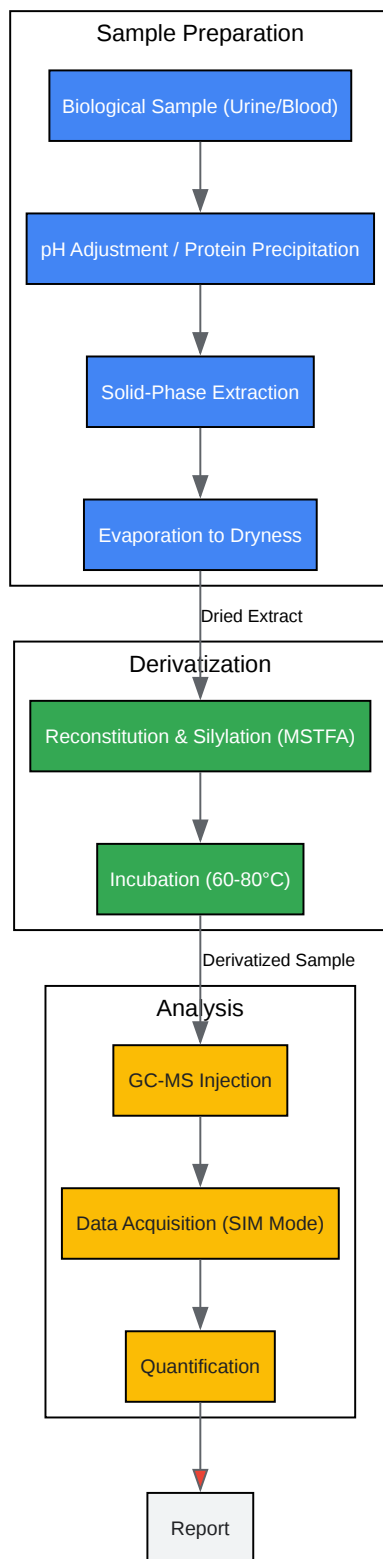 Sample Preparation
Biological Sample (Urine/Blood)
pH Adjustment / Protein Precipitation
Solid-Phase Extraction
Evaporation to Dryness
Dried Extract
Derivatization
Reconstitution & Silylation (MSTFA)
Incubation (60-80°C)
Derivatized Sample
Analysis
GC-MS Injection
Data Acquisition (SIM Mode)
Quantification
Report